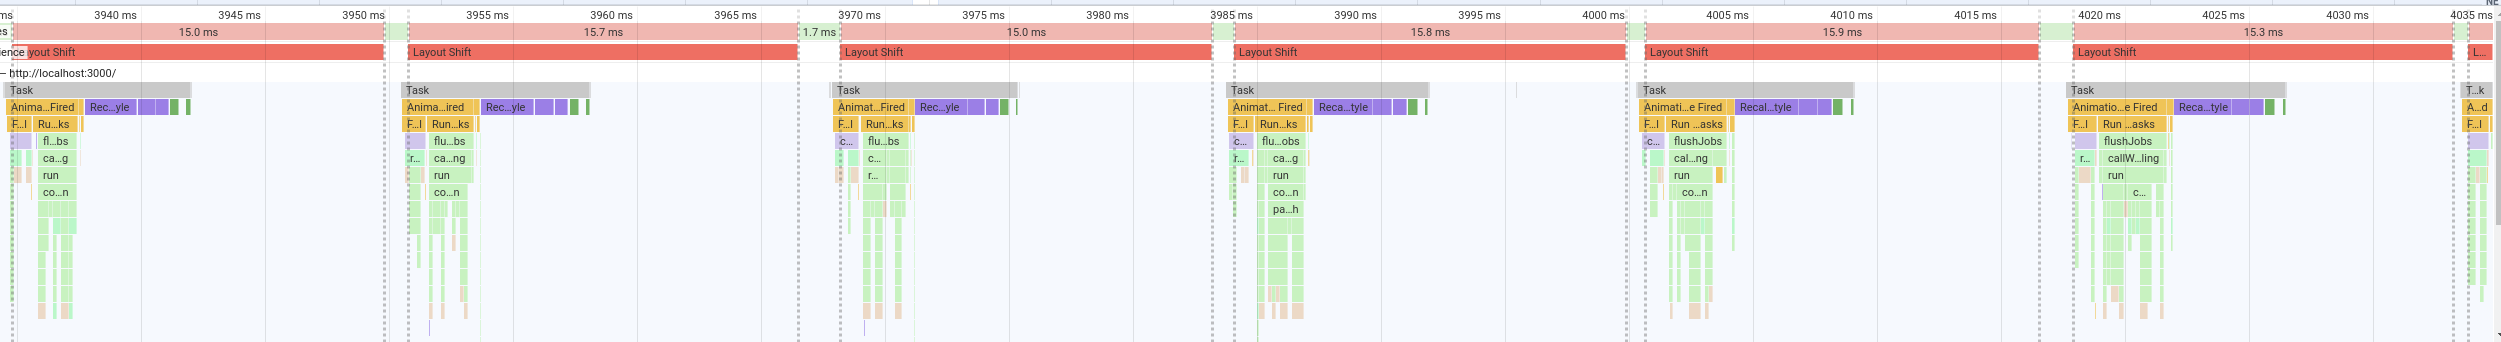 ms 3940 ms 3945 ms 3950 ms 3955 ms 3960 ms 3965 ms 3970 ms 3975 ms 3980 ms 3985 ms 3990 ms 3995 ms 4000 ms 4005 ms 4010 ms 4015 ms 4020 ms 4025 ms 4030 ms 4035 ms
es 15.0 ms 15.7 ms 1.7 ms 15.0 ms 15.8 ms 15.9 ms 15.3 ms
ience yout Shift Layout Shift Layout Shift Layout Shift Layout Shift Layout Shift L...
— http://localhost:3000/
Task Task Task Task Task Task T...k
Anima...Fired Rec...yle Anima...ired Rec...yle Animat...Fired Rec...yle Animat... Fired Reca...tyle Animati...e Fired Recal...tyle Animatio...e Fired Reca...tyle A...d
F...l Ru...ks F...l Run...ks F...l Run...ks F...l Run...ks F...l Run ...asks F...l Run ...asks F...l
fl...bs flu...bs c... flu...bs c... flu...obs c... flushJobs flushJobs
ca...g r... ca...ng c... r... ca...g cal...ng r... callW...ling
run run r... run run run
co...n co...n co...n co...n c...
pa...h